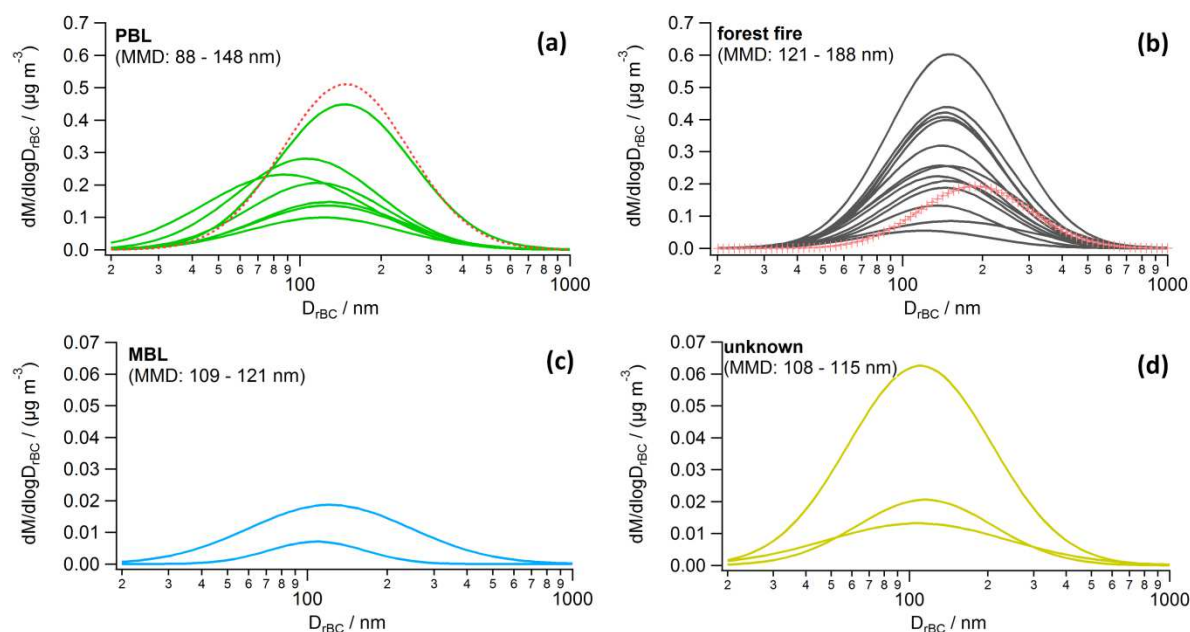 PBL
(MMD: 88 - 148 nm)
(a)
dM/dlogD_rBC / (µg m⁻³)
0.7
0.6
0.5
0.4
0.3
0.2
0.1
0.0
2 3 4 5 6 7 8 9 100 2 3 4 5 6 7 8 9 1000
D_rBC / nm
forest fire
(MMD: 121 - 188 nm)
(b)
dM/dlogD_rBC / (µg m⁻³)
0.7
0.6
0.5
0.4
0.3
0.2
0.1
0.0
2 3 4 5 6 7 8 9 100 2 3 4 5 6 7 8 9 1000
D_rBC / nm
MBL
(MMD: 109 - 121 nm)
(c)
dM/dlogD_rBC / (µg m⁻³)
0.07
0.06
0.05
0.04
0.03
0.02
0.01
0.00
2 3 4 5 6 7 8 9 100 2 3 4 5 6 7 8 9 1000
D_rBC / nm
unknown
(MMD: 108 - 115 nm)
(d)
dM/dlogD_rBC / (µg m⁻³)
0.07
0.06
0.05
0.04
0.03
0.02
0.01
0.00
2 3 4 5 6 7 8 9 100 2 3 4 5 6 7 8 9 1000
D_rBC / nm